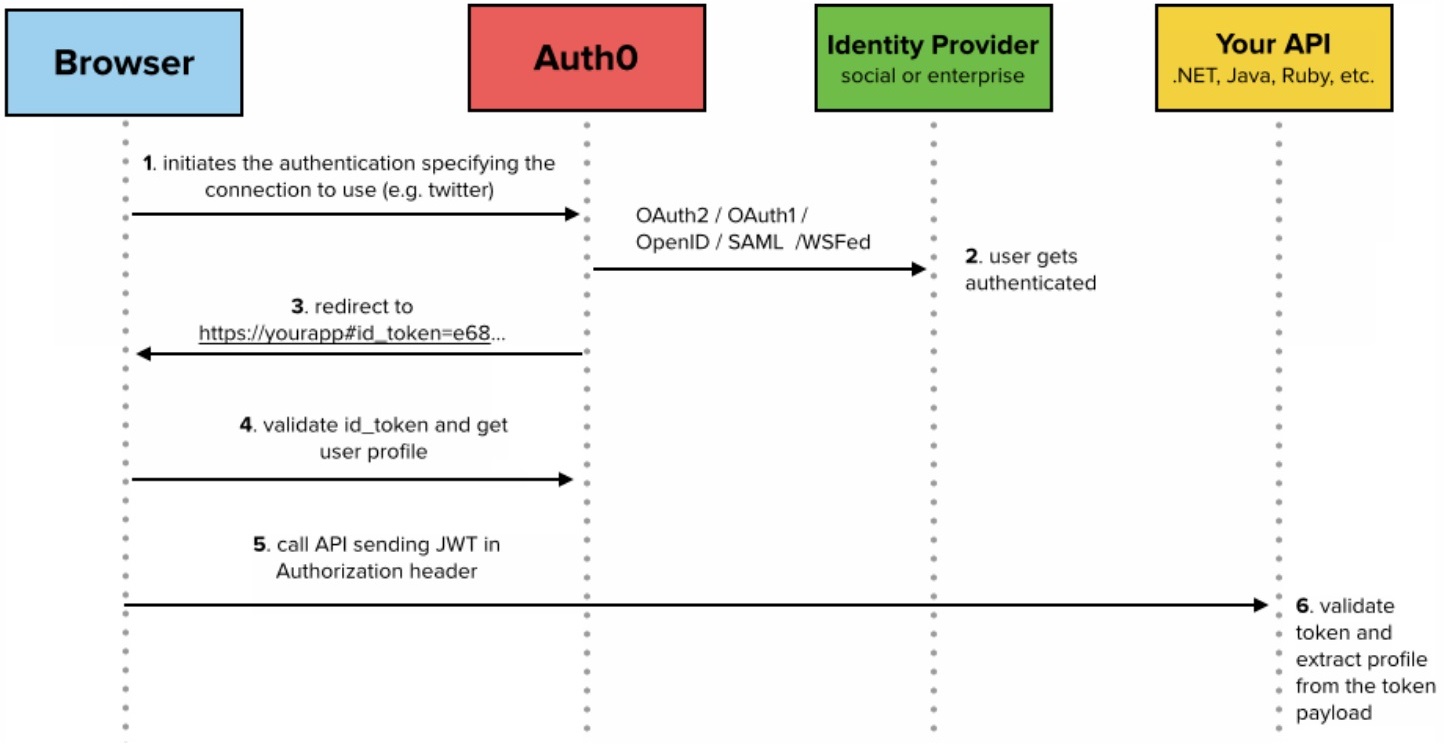 Browser
Auth0
Identity Provider
social or enterprise
Your API
.NET, Java, Ruby, etc.
1. initiates the authentication specifying the
connection to use (e.g. twitter)
OAuth2 / OAuth1 /
OpenID / SAML /WSFed
2. user gets
authenticated
3. redirect to
https://yourapp#id_token=e68...
4. validate id_token and get
user profile
5. call API sending JWT in
Authorization header
6. validate
token and
extract profile
from the token
payload